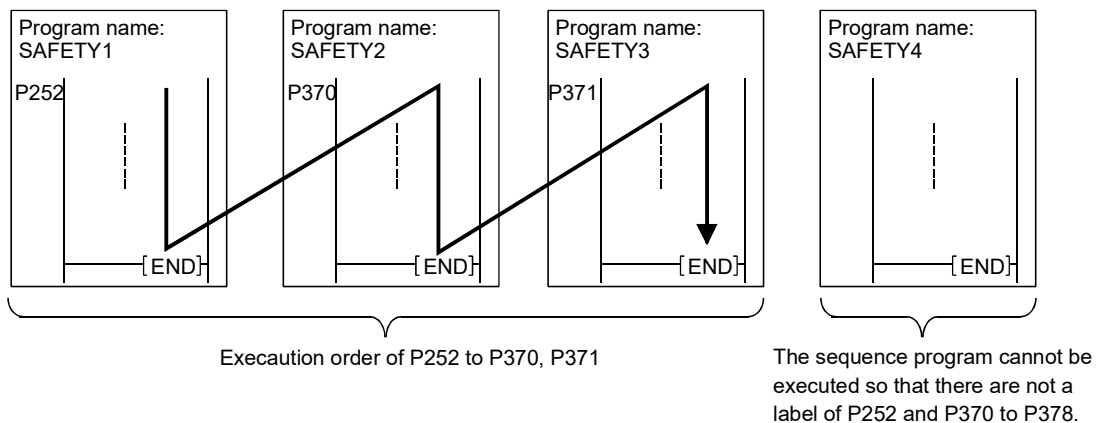 Program name:
SAFETY1
P252
[END]
Program name:
SAFETY2
P370
[END]
Program name:
SAFETY3
P371
[END]
Program name:
SAFETY4
[END]
Execaution order of P252 to P370, P371
The sequence program cannot be
executed so that there are not a
label of P252 and P370 to P378.